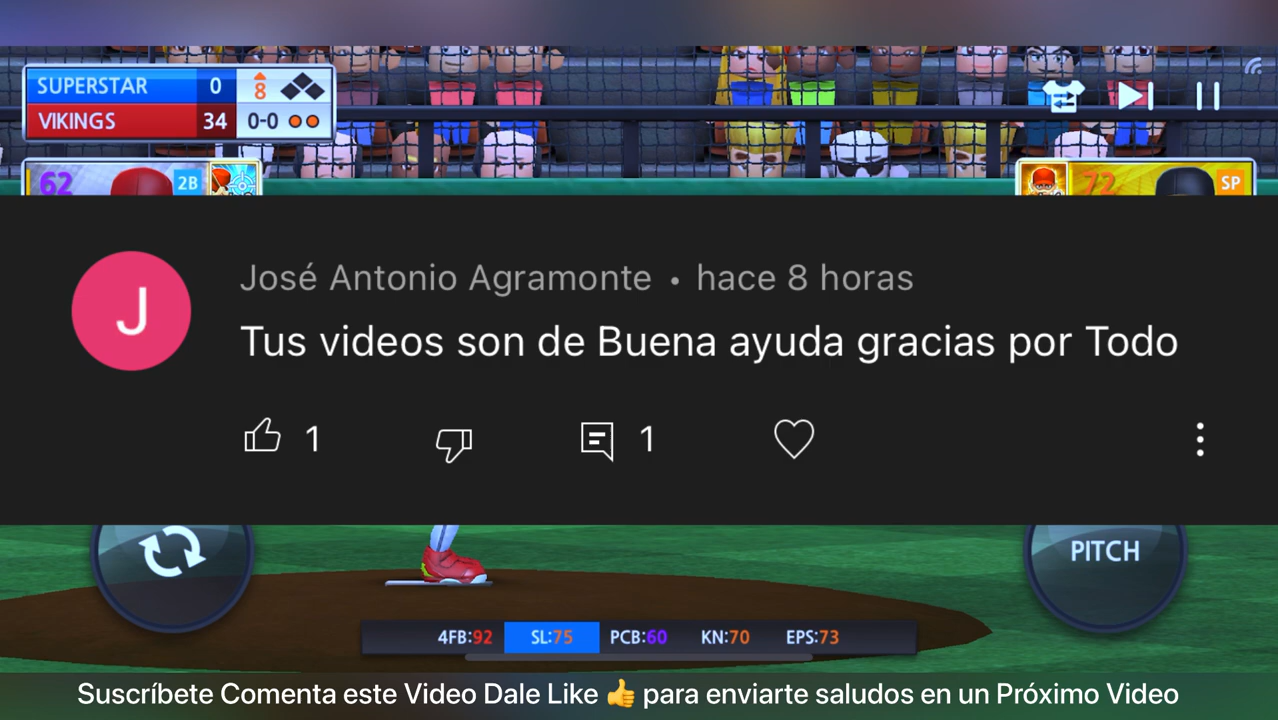 SUPERSTAR 0 8
VIKINGS 34 0-0
62 2B
72 SP
J
José Antonio Agramonte • hace 8 horas
Tus videos son de Buena ayuda gracias por Todo
1 1
PITCH
4FB:92 SL:75 PCB:60 KN:70 EPS:73
Suscríbete Comenta este Video Dale Like 👍 para enviarte saludos en un Próximo Video